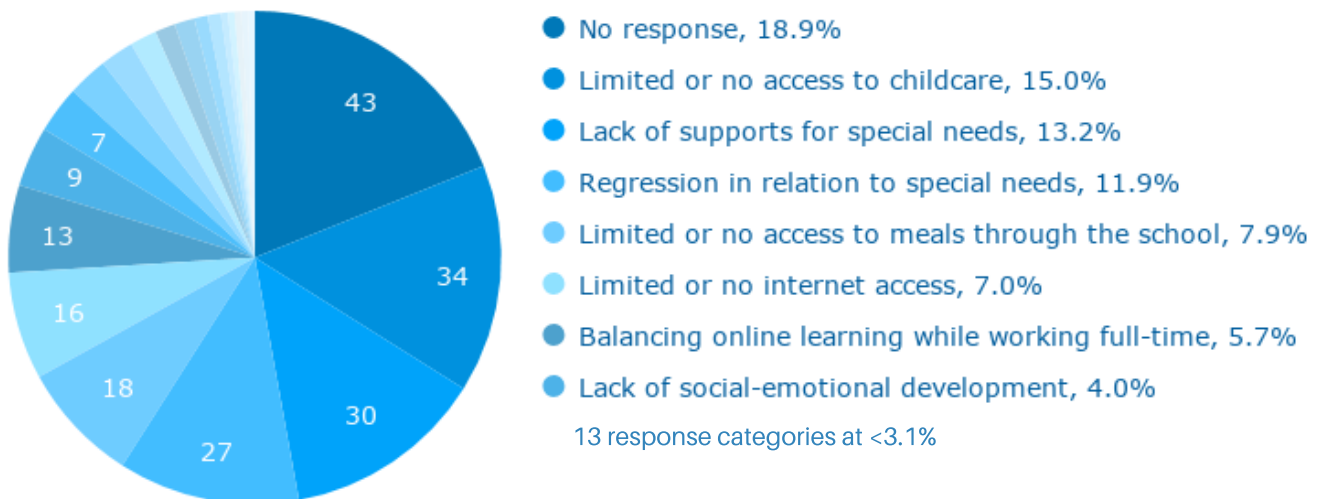 43
34
30
27
18
16
13
9
7
No response, 18.9%
Limited or no access to childcare, 15.0%
Lack of supports for special needs, 13.2%
Regression in relation to special needs, 11.9%
Limited or no access to meals through the school, 7.9%
Limited or no internet access, 7.0%
Balancing online learning while working full-time, 5.7%
Lack of social-emotional development, 4.0%
13 response categories at <3.1%